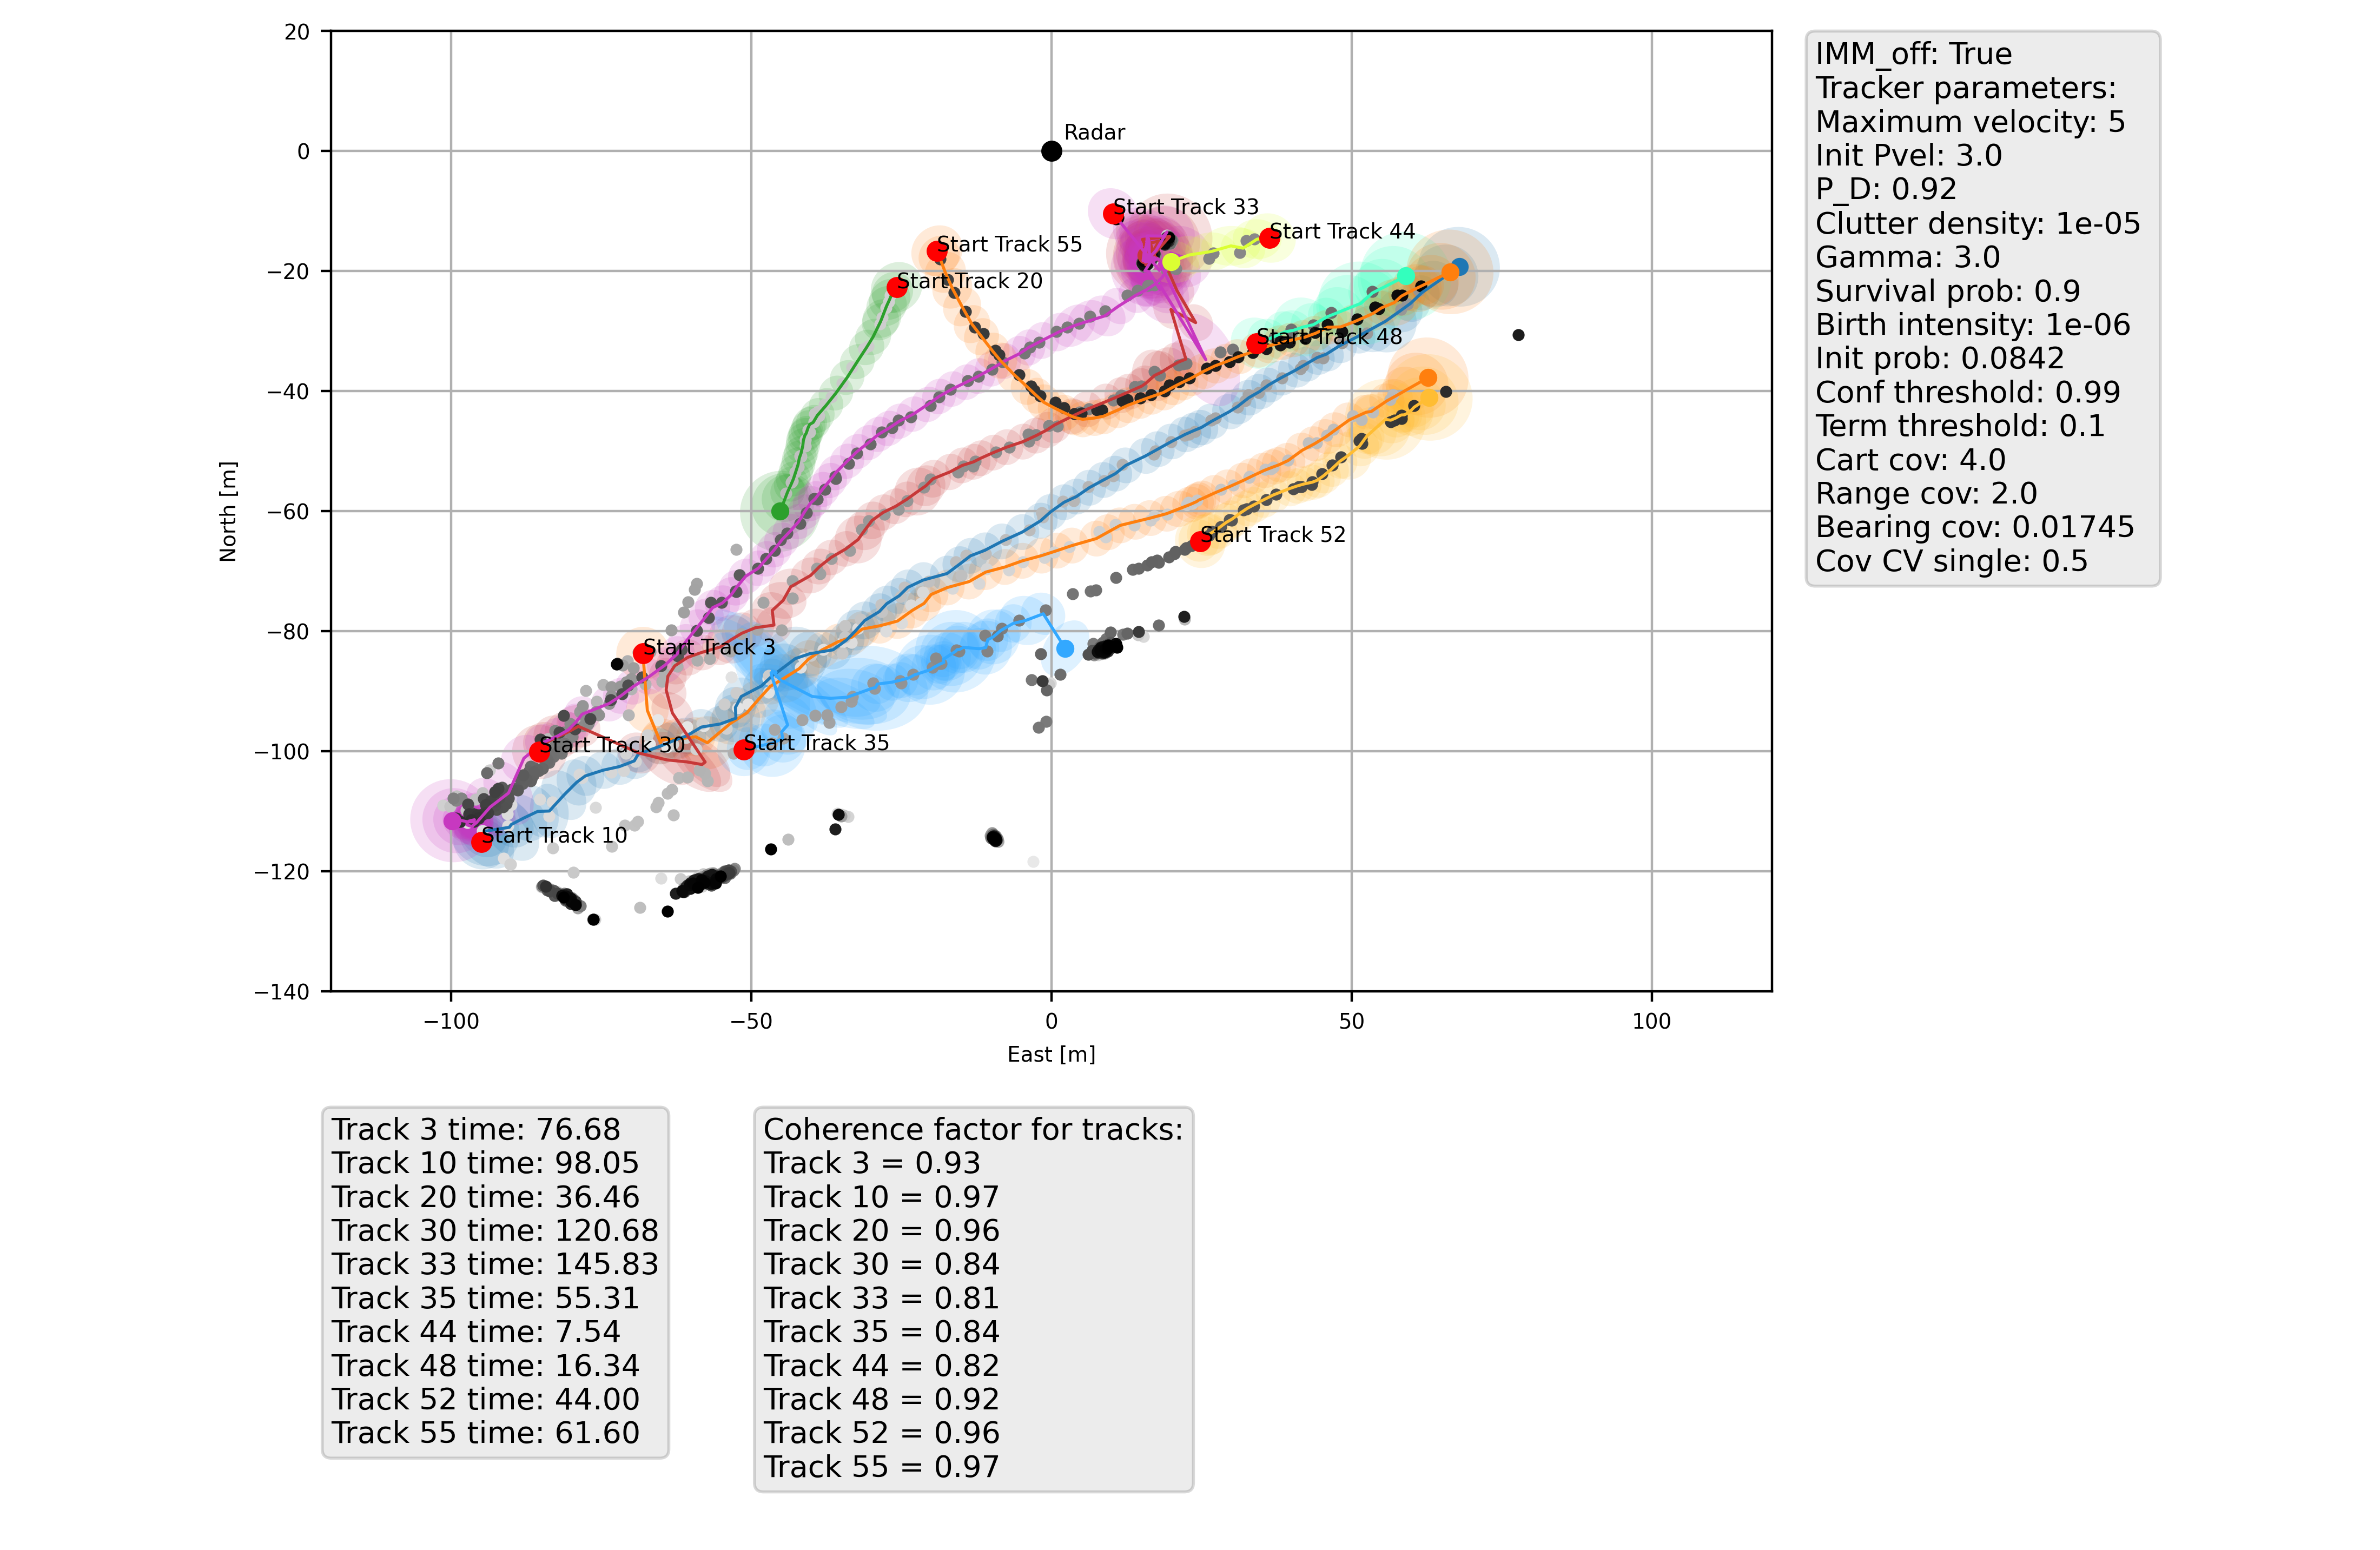 20
0
−20
−40
−60
−80
−100
−120
−140
North [m]
−100
−50
0
50
100
East [m]
Radar
Start Track 33
Start Track 44
Start Track 55
Start Track 20
Start Track 48
Start Track 52
Start Track 3
Start Track 30
Start Track 35
Start Track 10
IMM_off: True
Tracker parameters:
Maximum velocity: 5
Init Pvel: 3.0
P_D: 0.92
Clutter density: 1e-05
Gamma: 3.0
Survival prob: 0.9
Birth intensity: 1e-06
Init prob: 0.0842
Conf threshold: 0.99
Term threshold: 0.1
Cart cov: 4.0
Range cov: 2.0
Bearing cov: 0.01745
Cov CV single: 0.5
Track 3 time: 76.68
Track 10 time: 98.05
Track 20 time: 36.46
Track 30 time: 120.68
Track 33 time: 145.83
Track 35 time: 55.31
Track 44 time: 7.54
Track 48 time: 16.34
Track 52 time: 44.00
Track 55 time: 61.60
Coherence factor for tracks:
Track 3 = 0.93
Track 10 = 0.97
Track 20 = 0.96
Track 30 = 0.84
Track 33 = 0.81
Track 35 = 0.84
Track 44 = 0.82
Track 48 = 0.92
Track 52 = 0.96
Track 55 = 0.97